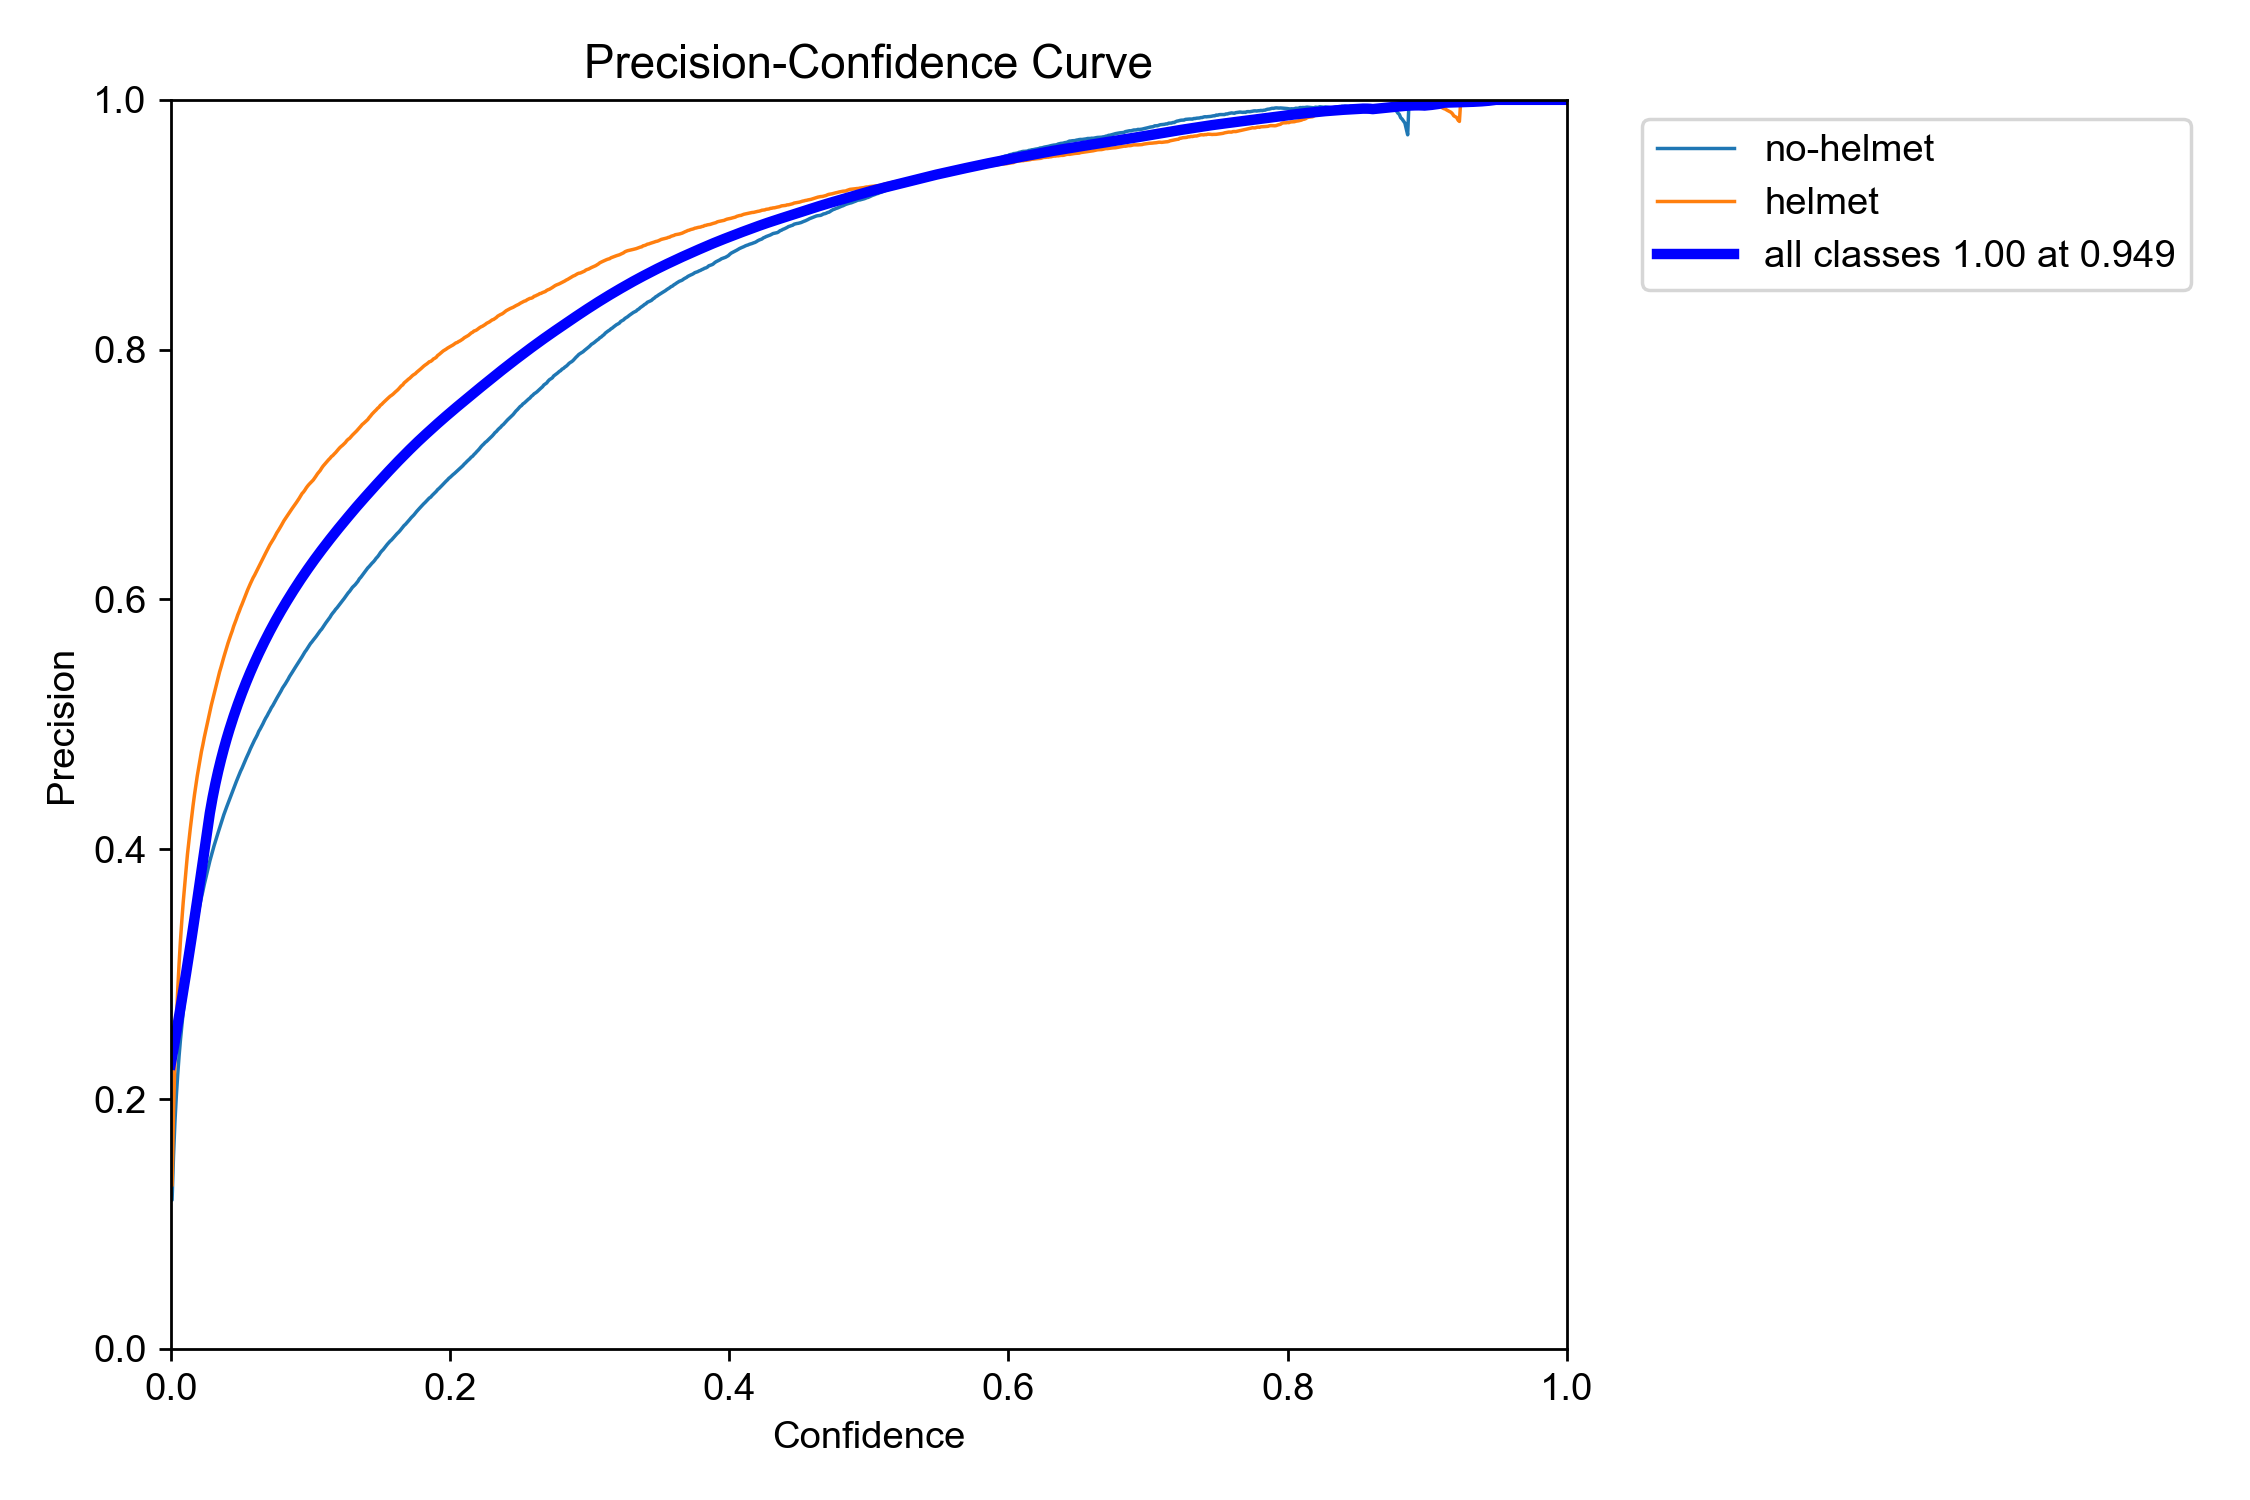 Precision-Confidence Curve
1.0
0.8
0.6
0.4
0.2
0.0
Precision
0.0 0.2 0.4 0.6 0.8 1.0
Confidence
no-helmet
helmet
all classes 1.00 at 0.949